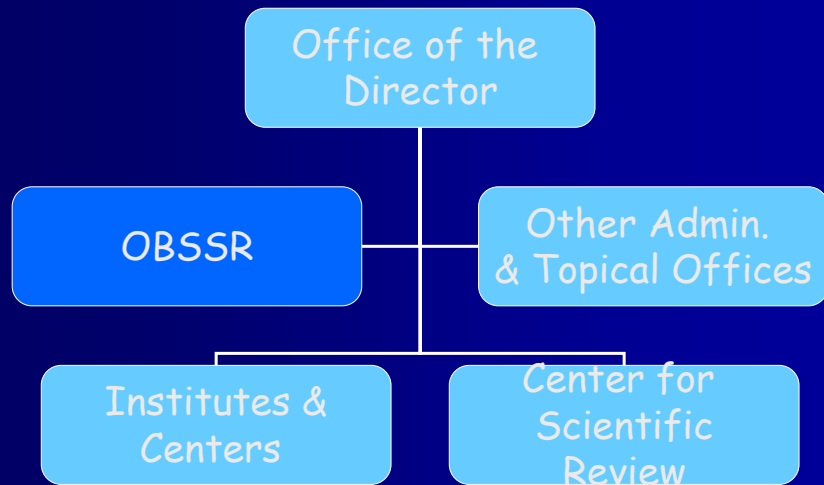 Office of the
Director
OBSSR
Other Admin.
& Topical Offices
Institutes &
Centers
Center for
Scientific
Review